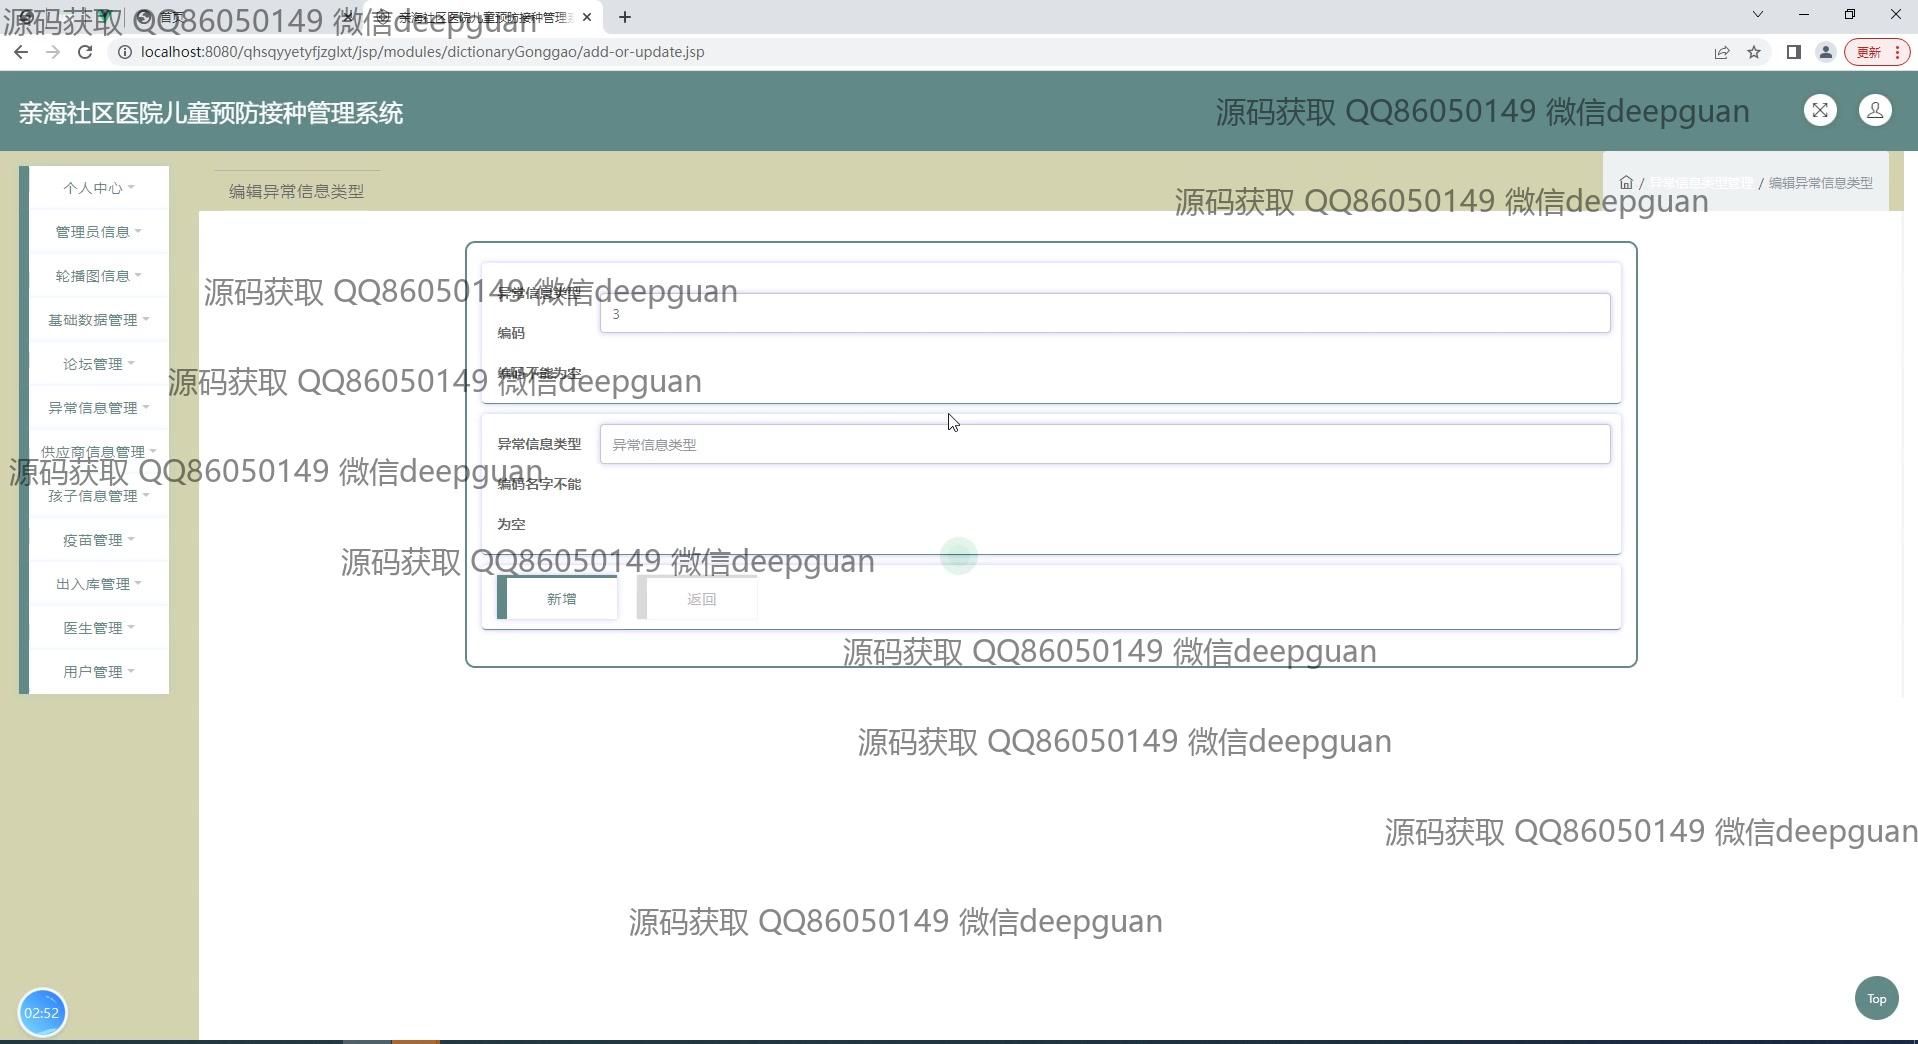 首页
亲海社区医院儿童预防接种管理系
源码获取 QQ86050149 微信deepguan
localhost:8080/qhsqyyetyfjzglxt/jsp/modules/dictionaryGonggao/add-or-update.jsp
更新
亲海社区医院儿童预防接种管理系统
源码获取 QQ86050149 微信deepguan
编辑异常信息类型
/ 异常信息类型管理 / 编辑异常信息类型
源码获取 QQ86050149 微信deepguan
个人中心
管理员信息
轮播图信息
基础数据管理
论坛管理
异常信息管理
供应商信息管理
孩子信息管理
疫苗管理
出入库管理
医生管理
用户管理
源码获取 QQ86050149 微信deepguan
异常信息类型
编码
编码不能为空
3
源码获取 QQ86050149 微信deepguan
异常信息类型
编码名字不能
为空
异常信息类型
源码获取 QQ86050149 微信deepguan
源码获取 QQ86050149 微信deepguan
新增
返回
源码获取 QQ86050149 微信deepguan
源码获取 QQ86050149 微信deepguan
源码获取 QQ86050149 微信deepguan
源码获取 QQ86050149 微信deepguan
02:52
Top